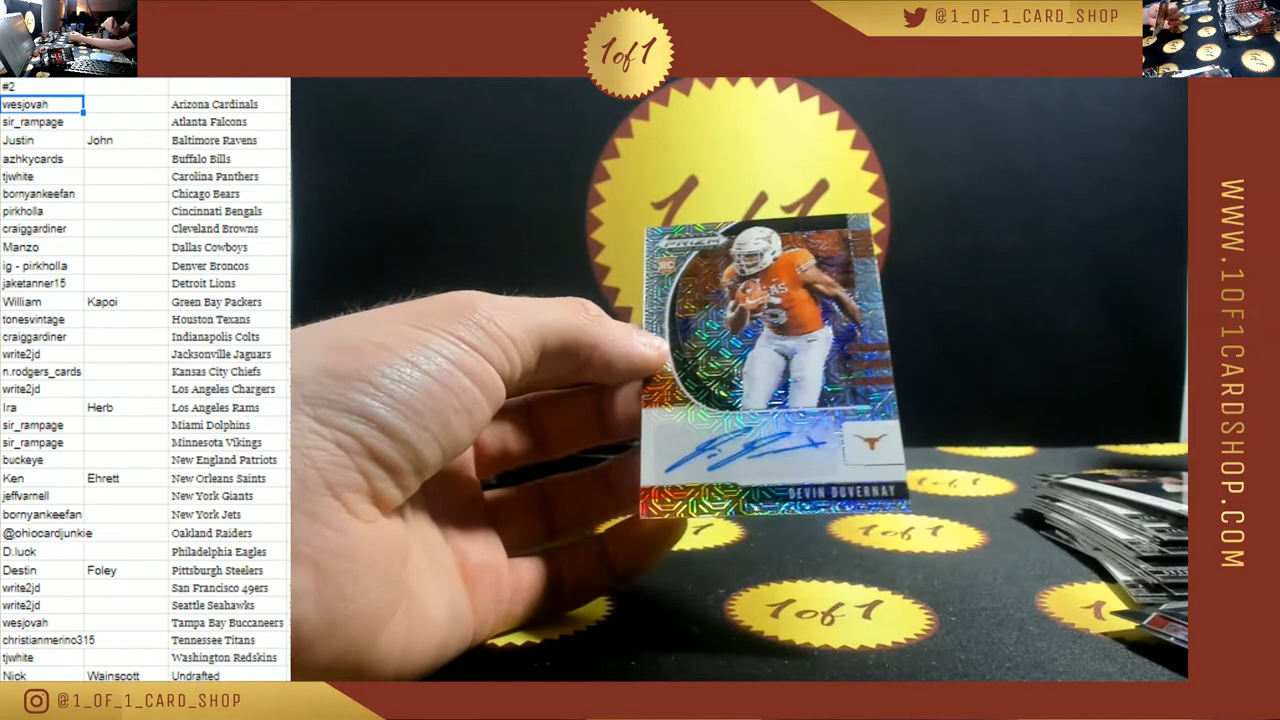 @1_OF_1_CARD_SHOP
1of1
#2
wesjovah Arizona Cardinals
sir_rampage Atlanta Falcons
Justin John Baltimore Ravens
azhkycards Buffalo Bills
tjwhite Carolina Panthers
bornyankeefan Chicago Bears
pirkholla Cincinnati Bengals
craiggardiner Cleveland Browns
Manzo Dallas Cowboys
ig - pirkholla Denver Broncos
jaketanner15 Detroit Lions
William Kapoi Green Bay Packers
tonesvintage Houston Texans
craiggardiner Indianapolis Colts
write2jd Jacksonville Jaguars
n.rodgers_cards Kansas City Chiefs
write2jd Los Angeles Chargers
Ira Herb Los Angeles Rams
sir_rampage Miami Dolphins
sir_rampage Minnesota Vikings
buckeye New England Patriots
Ken Ehrett New Orleans Saints
jeffvarnell New York Giants
bornyankeefan New York Jets
@ohiocardjunkie Oakland Raiders
D.luck Philadelphia Eagles
Destin Foley Pittsburgh Steelers
write2jd San Francisco 49ers
write2jd Seattle Seahawks
wesjovah Tampa Bay Buccaneers
christianmerino315 Tennessee Titans
tjwhite Washington Redskins
Nick Wainscott Undrafted
PRIZM
RC
DEVIN DUVERNAY
1of1
1of1
WWW.1OF1CARDSHOP.COM
@1_OF_1_CARD_SHOP